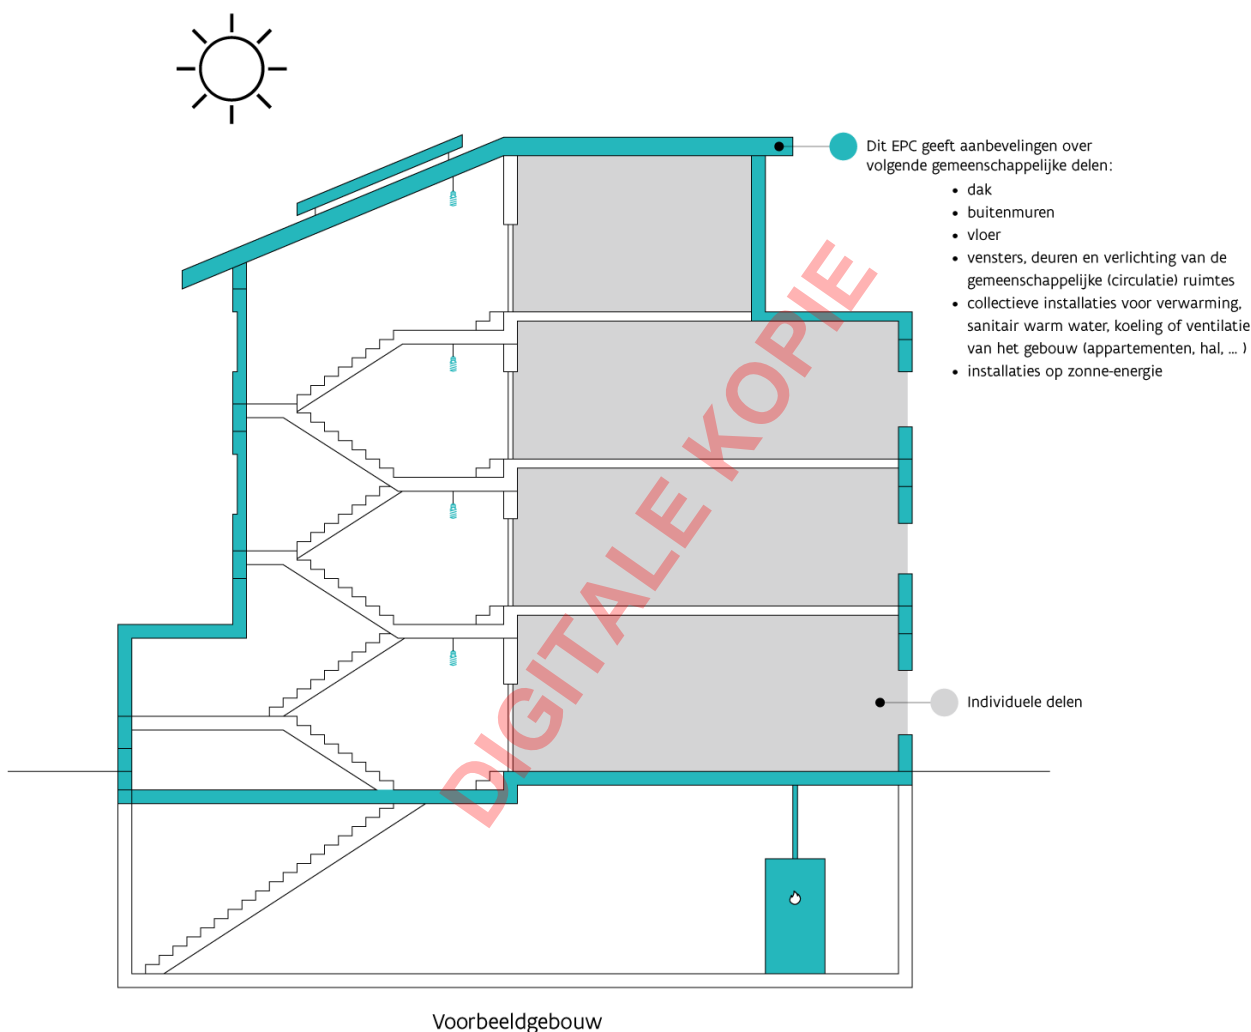 Dit EPC geeft aanbevelingen over
volgende gemeenschappelijke delen:
• dak
• buitenmuren
• vloer
• vensters, deuren en verlichting van de
gemeenschappelijke (circulatie) ruimtes
• collectieve installaties voor verwarming,
sanitair warm water, koeling of ventilatie
van het gebouw (appartementen, hal, ... )
• installaties op zonne-energie
DIGITALE KOPIE
Individuele delen
Voorbeeldgebouw